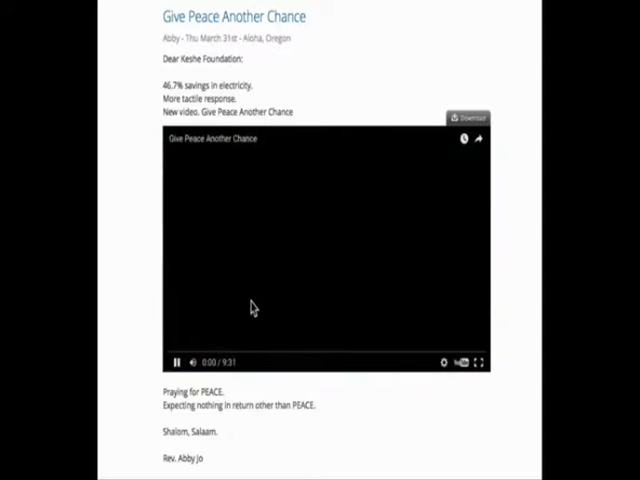 Give Peace Another Chance
Abby - Thu March 31st - Aloha, Oregon
Dear Keshe Foundation:
46.7% savings in electricity.
More tactile response.
New video. Give Peace Another Chance
Download
Give Peace Another Chance
0:00 / 9:31
YouTube
Praying for PEACE.
Expecting nothing in return other than PEACE.
Shalom, Salaam.
Rev. Abby Jo